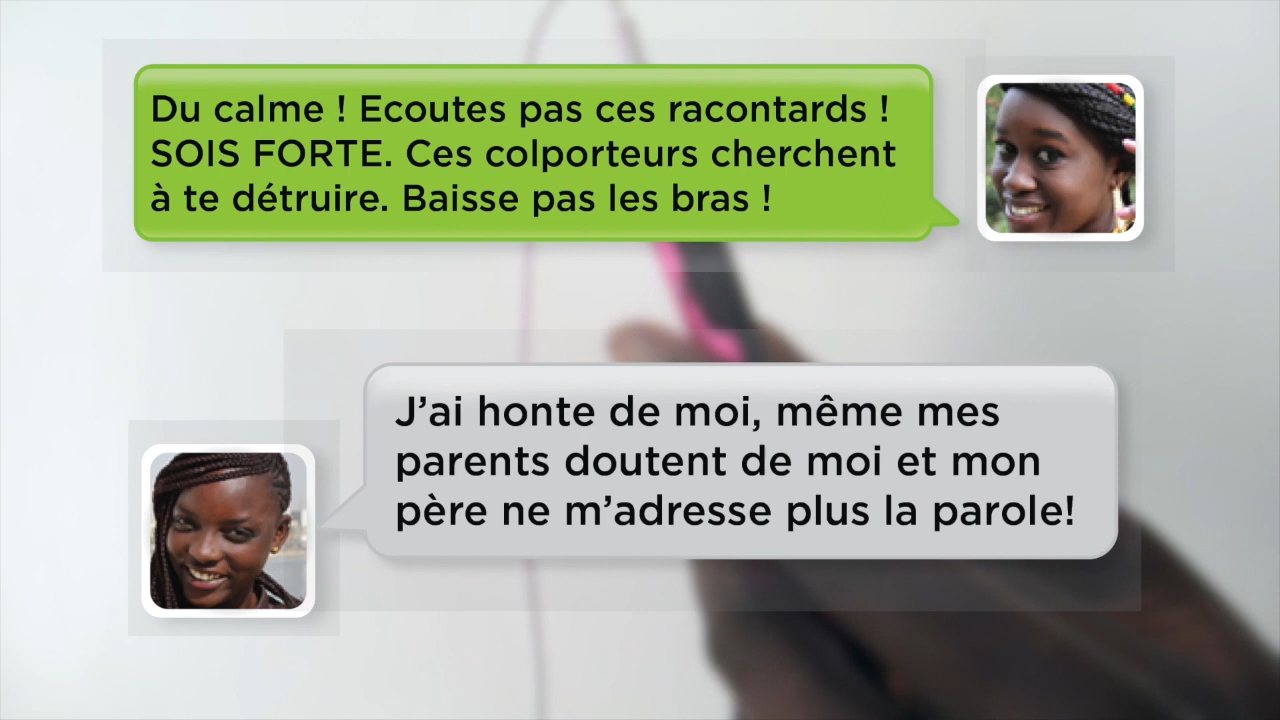 Du calme ! Ecoutes pas ces racontards !
SOIS FORTE. Ces colporteurs cherchent
à te détruire. Baisse pas les bras !
J’ai honte de moi, même mes
parents doutent de moi et mon
père ne m’adresse plus la parole!